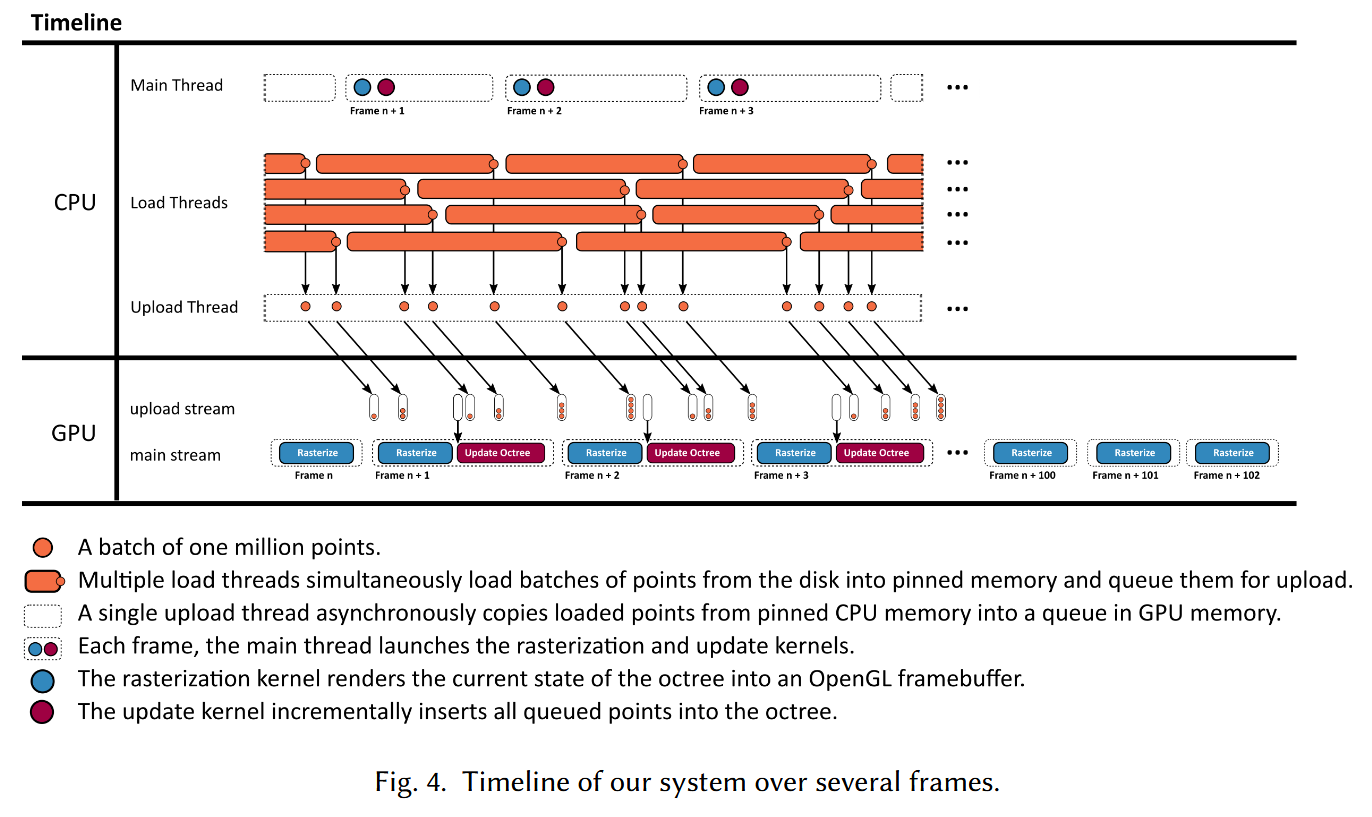 Timeline
Main Thread
Frame n + 1
Frame n + 2
Frame n + 3
...
CPU
Load Threads
...
...
...
...
Upload Thread
...
GPU
upload stream
main stream
Rasterize
Rasterize
Update Octree
Rasterize
Update Octree
Rasterize
Update Octree
...
Rasterize
Rasterize
Rasterize
Frame n
Frame n + 1
Frame n + 2
Frame n + 3
Frame n + 100
Frame n + 101
Frame n + 102
A batch of one million points.
Multiple load threads simultaneously load batches of points from the disk into pinned memory and queue them for upload.
A single upload thread asynchronously copies loaded points from pinned CPU memory into a queue in GPU memory.
Each frame, the main thread launches the rasterization and update kernels.
The rasterization kernel renders the current state of the octree into an OpenGL framebuffer.
The update kernel incrementally inserts all queued points into the octree.
Fig. 4. Timeline of our system over several frames.